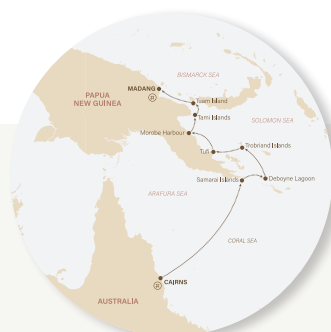 BISMARCK SEA
MADANG
PAPUA
NEW GUINEA
Tuam Island
Tami Islands
SOLOMON SEA
Morobe Harbour
Tufi
Trobriand Islands
Samarai Islands
Deboyne Lagoon
ARAFURA SEA
CORAL SEA
CAIRNS
AUSTRALIA